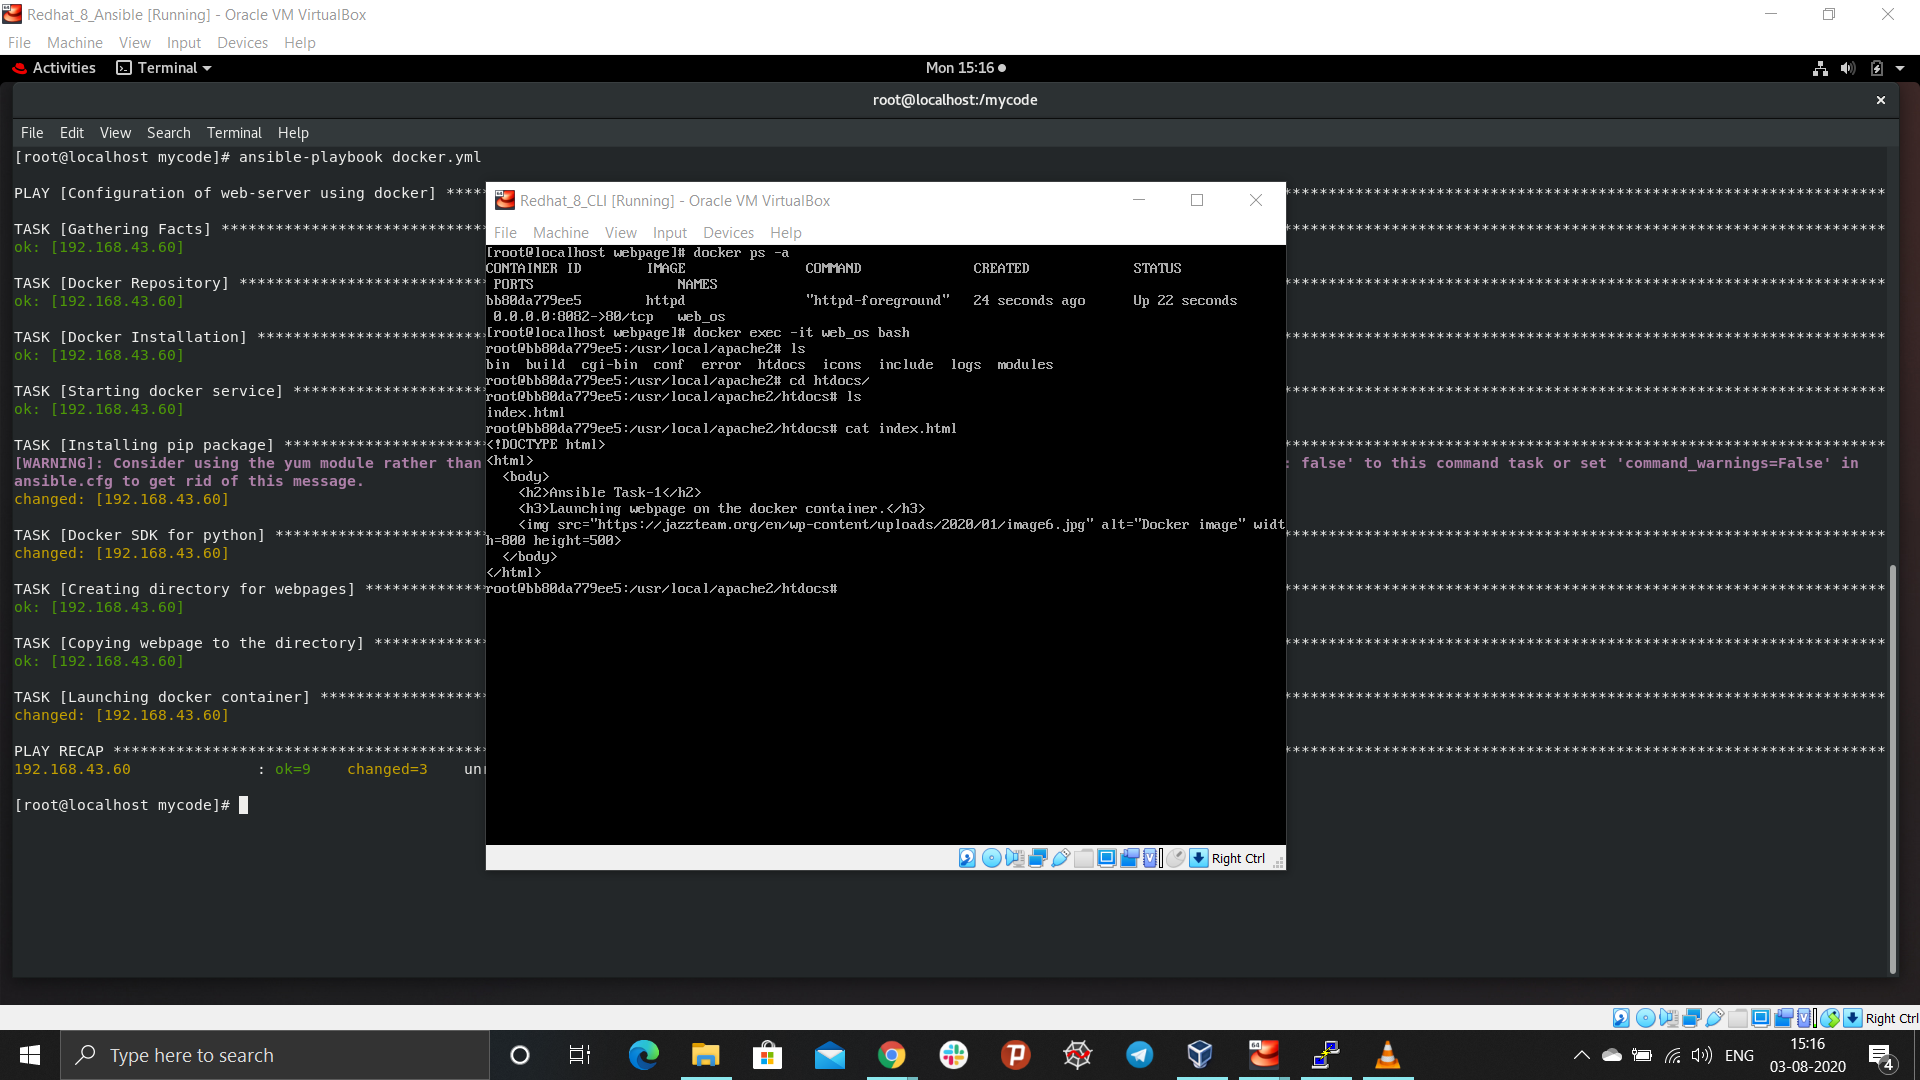 Redhat_8_Ansible [Running] - Oracle VM VirtualBox
File Machine View Input Devices Help
Activities Terminal Mon 15:16
root@localhost:/mycode
File Edit View Search Terminal Help
[root@localhost mycode]# ansible-playbook docker.yml
PLAY [Configuration of web-server using docker] ****
TASK [Gathering Facts] ****
ok: [192.168.43.60]
TASK [Docker Repository] ****
ok: [192.168.43.60]
TASK [Docker Installation] ****
ok: [192.168.43.60]
TASK [Starting docker service] ****
ok: [192.168.43.60]
TASK [Installing pip package] ****
[WARNING]: Consider using the yum module rather than : false' to this command task or set 'command_warnings=False' in
ansible.cfg to get rid of this message.
changed: [192.168.43.60]
TASK [Docker SDK for python] ****
changed: [192.168.43.60]
TASK [Creating directory for webpages] ****
ok: [192.168.43.60]
TASK [Copying webpage to the directory] ****
ok: [192.168.43.60]
TASK [Launching docker container] ****
changed: [192.168.43.60]
PLAY RECAP ****
192.168.43.60 : ok=9 changed=3
[root@localhost mycode]#
Redhat_8_CLI [Running] - Oracle VM VirtualBox
File Machine View Input Devices Help
[root@localhost webpage]# docker ps -a
CONTAINER ID IMAGE COMMAND CREATED STATUS
PORTS NAMES
bb80da779ee5 httpd "httpd-foreground" 24 seconds ago Up 22 seconds
0.0.0.0:8082->80/tcp web_os
[root@localhost webpage]# docker exec -it web_os bash
root@bb80da779ee5:/usr/local/apache2# ls
bin build cgi-bin conf error htdocs icons include logs modules
root@bb80da779ee5:/usr/local/apache2# cd htdocs/
root@bb80da779ee5:/usr/local/apache2/htdocs# ls
index.html
root@bb80da779ee5:/usr/local/apache2/htdocs# cat index.html
<!DOCTYPE html>
<html>
<body>
<h2>Ansible Task-1</h2>
<h3>Launching webpage on the docker container.</h3>
<img src="https://jazzteam.org/en/wp-content/uploads/2020/01/image6.jpg" alt="Docker image" widt
h=800 height=500>
</body>
</html>
root@bb80da779ee5:/usr/local/apache2/htdocs#
Right Ctrl
Right Ctrl
Type here to search
ENG
15:16
03-08-2020
4